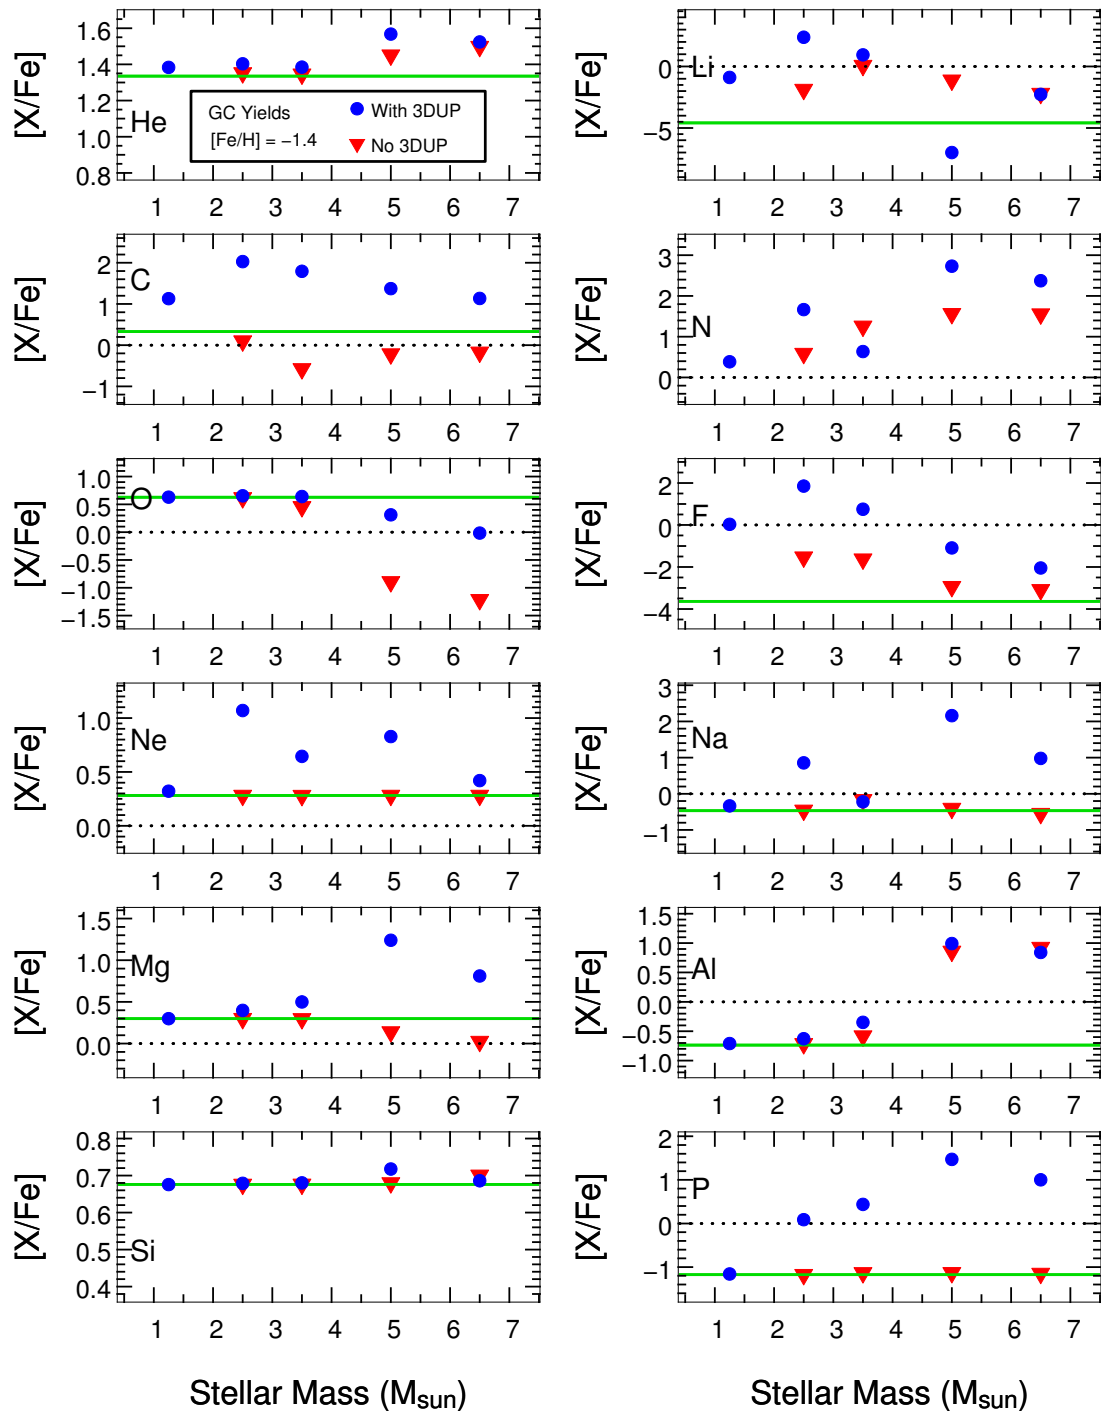 [X/Fe]
1.6
1.4
1.2
1.0
0.8
He
GC Yields
[Fe/H] = −1.4
With 3DUP
No 3DUP
1 2 3 4 5 6 7
[X/Fe]
0
−5
Li
1 2 3 4 5 6 7
[X/Fe]
2
1
0
−1
C
1 2 3 4 5 6 7
[X/Fe]
3
2
1
0
N
1 2 3 4 5 6 7
[X/Fe]
1.0
0.5
0.0
−0.5
−1.0
−1.5
O
1 2 3 4 5 6 7
[X/Fe]
2
0
−2
−4
F
1 2 3 4 5 6 7
[X/Fe]
1.0
0.5
0.0
Ne
1 2 3 4 5 6 7
[X/Fe]
3
2
1
0
−1
Na
1 2 3 4 5 6 7
[X/Fe]
1.5
1.0
0.5
0.0
Mg
1 2 3 4 5 6 7
[X/Fe]
1.5
1.0
0.5
0.0
−0.5
−1.0
Al
1 2 3 4 5 6 7
[X/Fe]
0.8
0.7
0.6
0.5
0.4
Si
1 2 3 4 5 6 7
[X/Fe]
2
1
0
−1
P
1 2 3 4 5 6 7
Stellar Mass (Msun)
Stellar Mass (Msun)